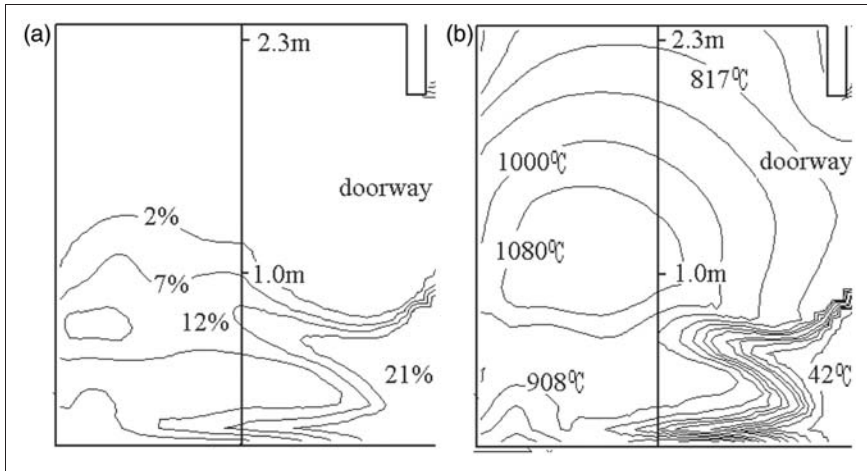 (a)
2.3m
doorway
2%
1.0m
7%
12%
21%
(b)
2.3m
817℃
doorway
1000℃
1080℃
1.0m
908℃
42℃